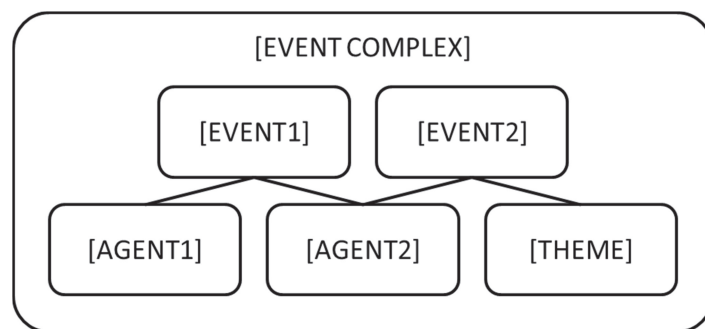 [EVENT COMPLEX]
[EVENT1] [EVENT2]
[AGENT1] [AGENT2] [THEME]